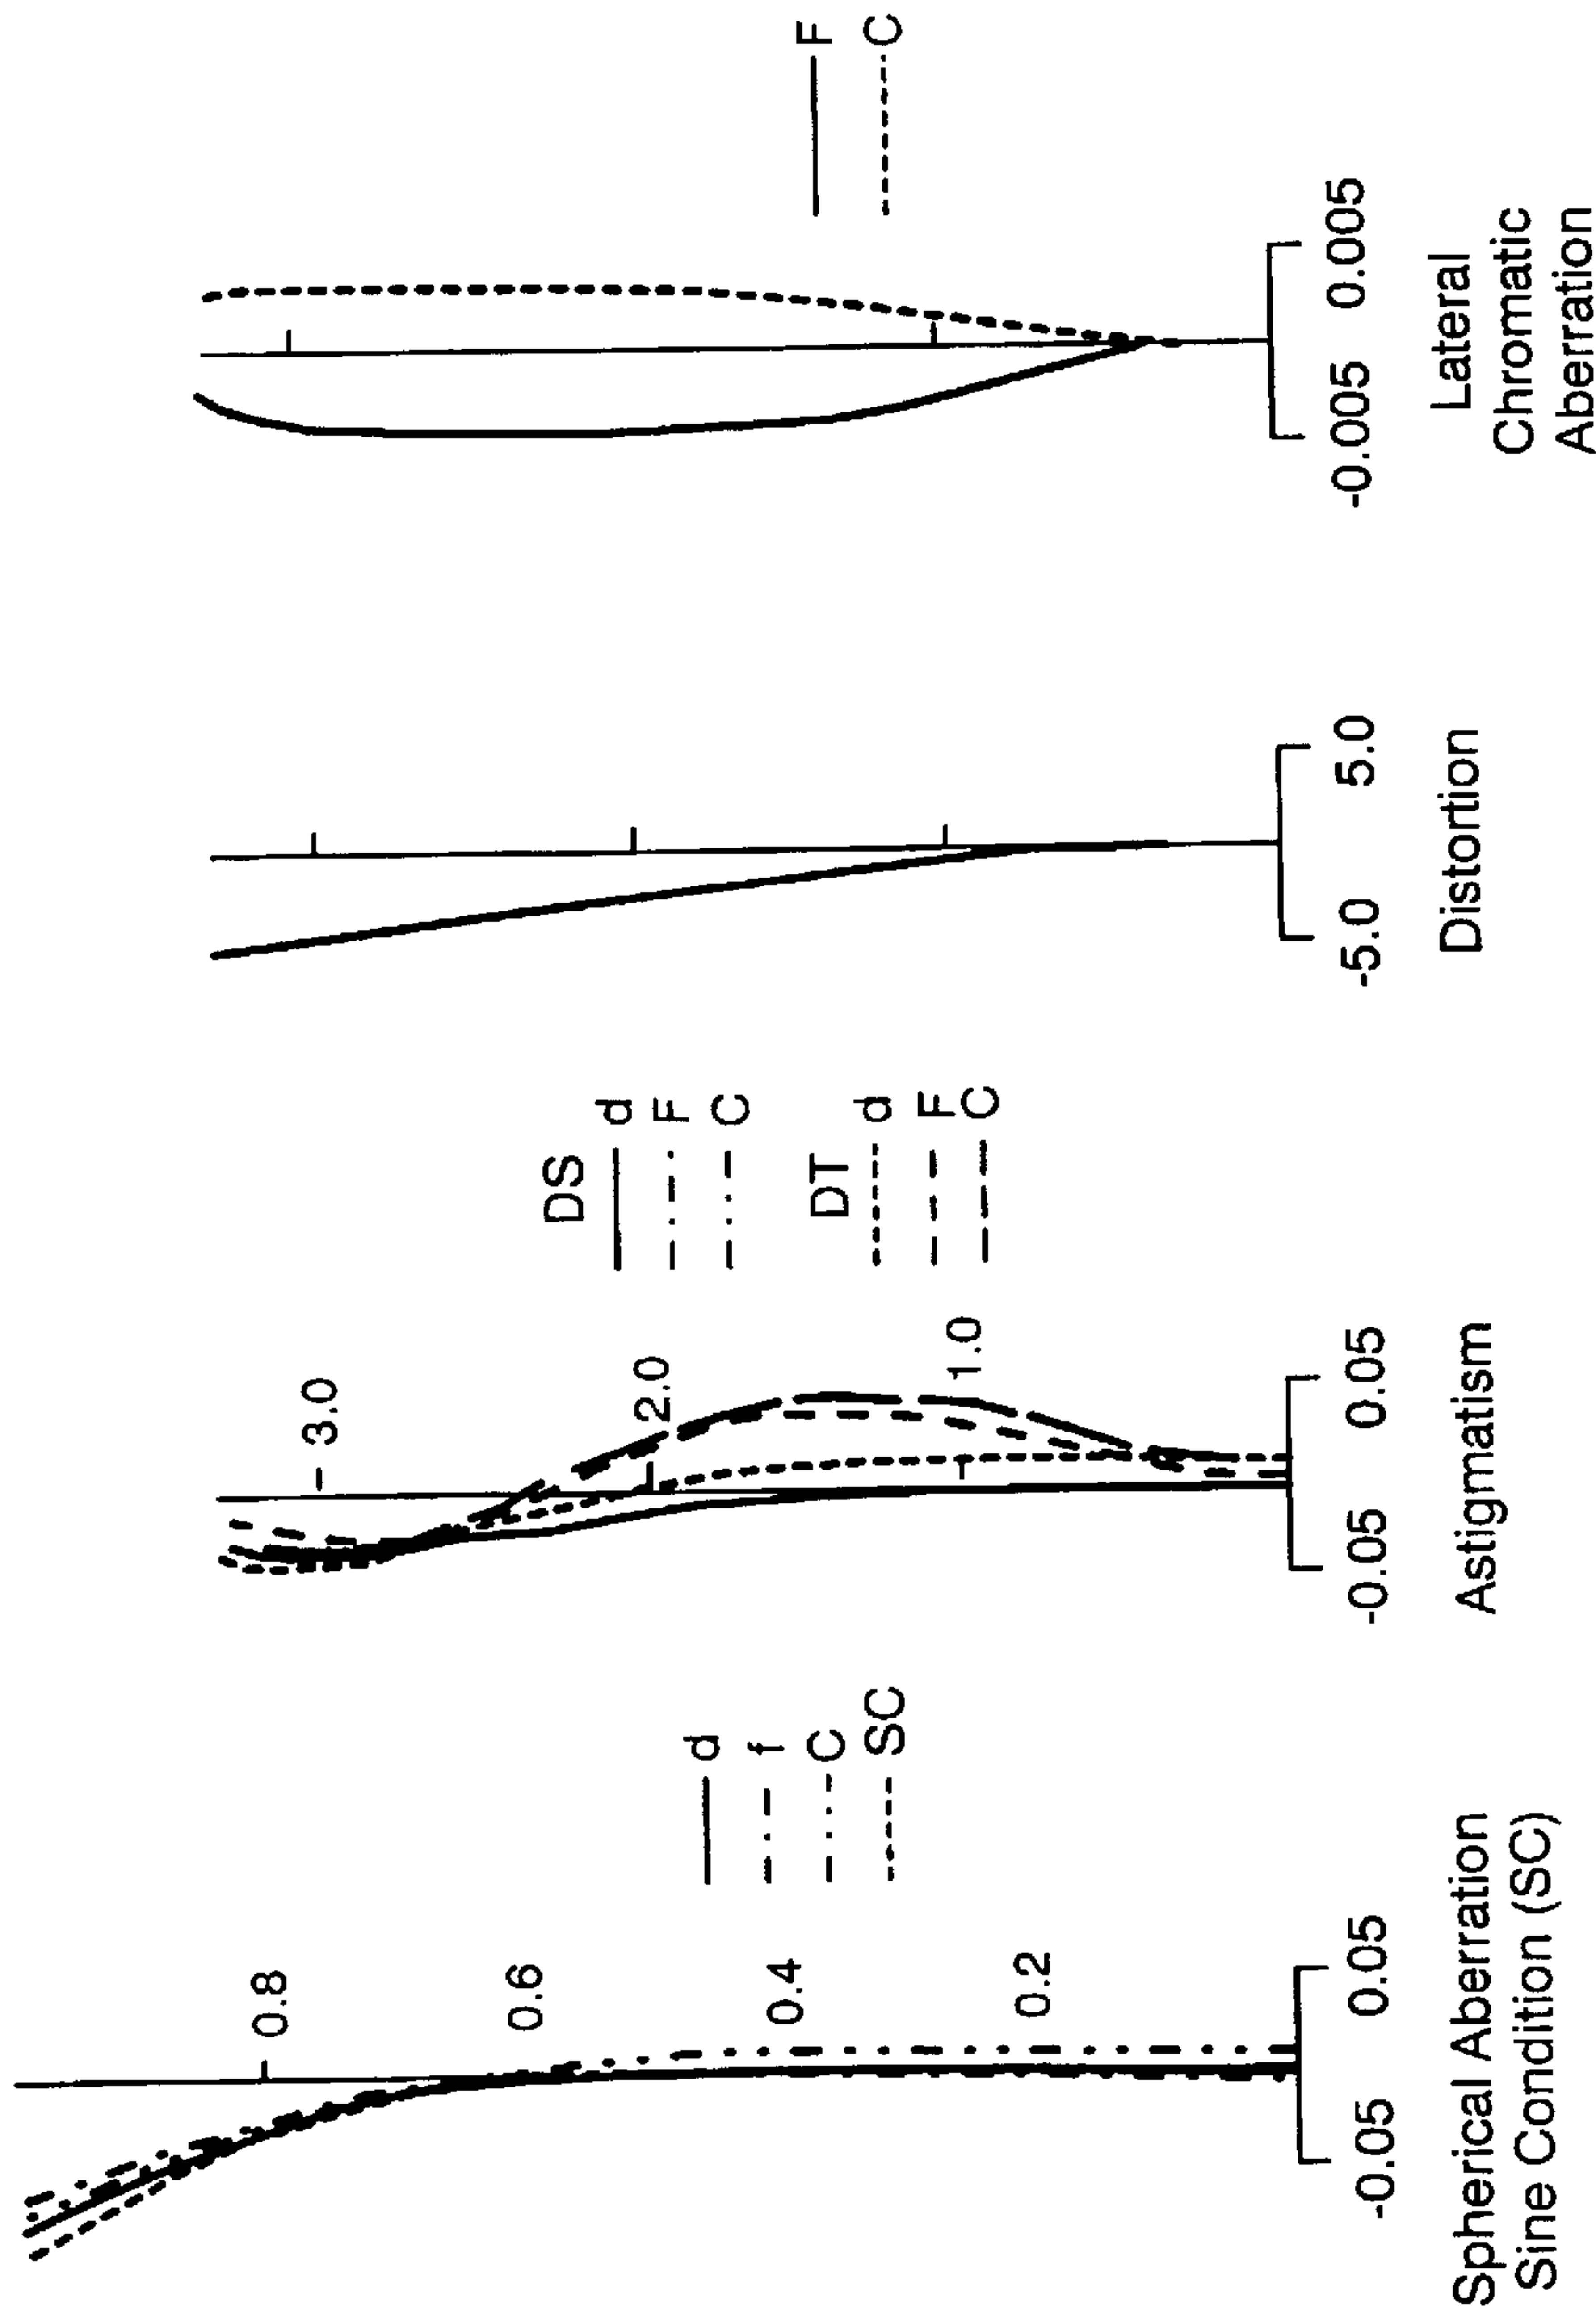 0.8
0.6
0.4
0.2
-0.05
0.05
d
f
C
SC
Spherical Aberration
Sine Condition (SC)
3.0
2.0
1.0
-0.05
0.05
DS
d
F
C
DT
d
F
C
Astigmatism
-5.0
5.0
Distortion
F
C
-0.005
0.005
Lateral
Chromatic
Aberration